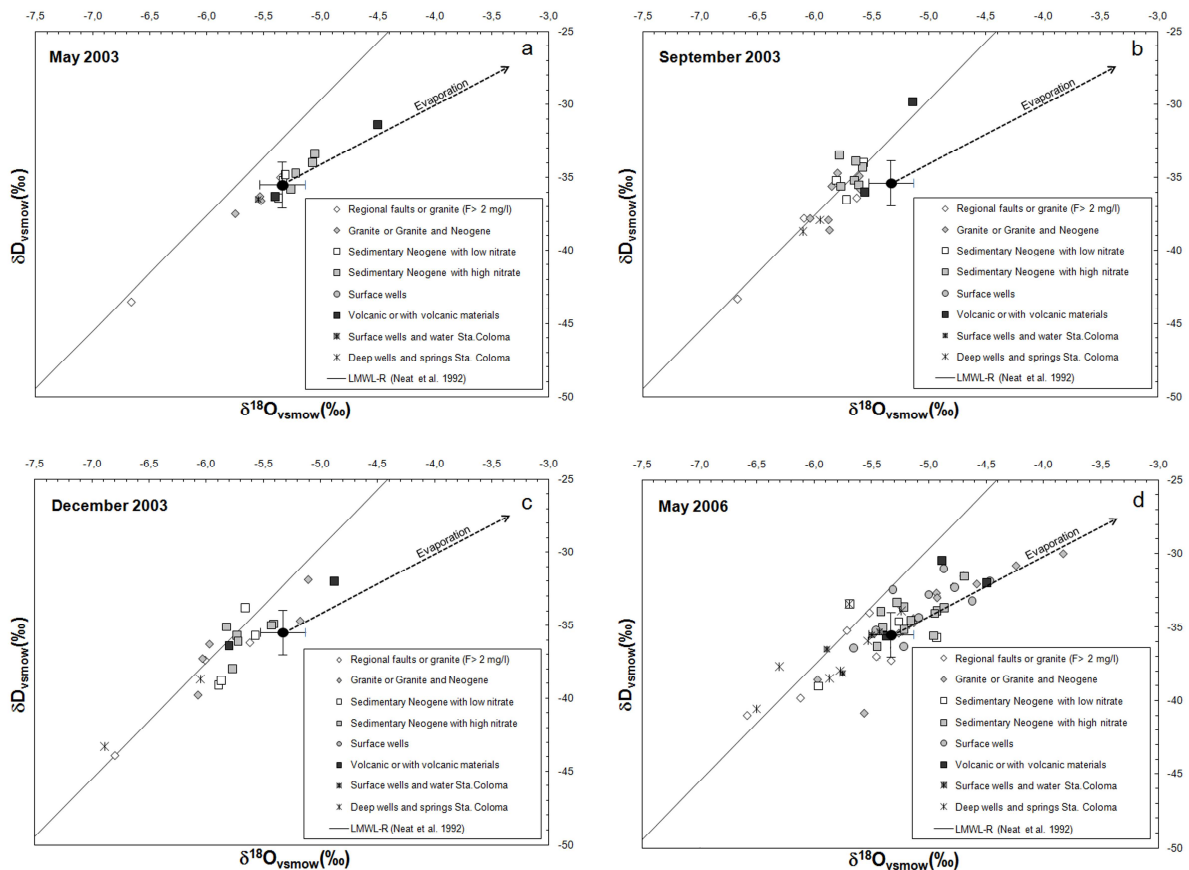 -7,5 -7,0 -6,5 -6,0 -5,5 -5,0 -4,5 -4,0 -3,5 -3,0
-25
-30
-35
-40
-45
-50
May 2003
a
Evaporation
Regional faults or granite (F> 2 mg/l)
Granite or Granite and Neogene
Sedimentary Neogene with low nitrate
Sedimentary Neogene with high nitrate
Surface wells
Volcanic or with volcanic materials
Surface wells and water Sta.Coloma
Deep wells and springs Sta. Coloma
LMWL-R (Neat et al. 1992)
δDvsmow(‰)
δ18Ovsmow(‰)
-7,5 -7,0 -6,5 -6,0 -5,5 -5,0 -4,5 -4,0 -3,5 -3,0
-25
-30
-35
-40
-45
-50
September 2003
b
Evaporation
Regional faults or granite (F> 2 mg/l)
Granite or Granite and Neogene
Sedimentary Neogene with low nitrate
Sedimentary Neogene with high nitrate
Surface wells
Volcanic or with volcanic materials
Surface wells and water Sta.Coloma
Deep wells and springs Sta. Coloma
LMWL-R (Neat et al. 1992)
δDvsmow(‰)
δ18Ovsmow(‰)
-7,5 -7,0 -6,5 -6,0 -5,5 -5,0 -4,5 -4,0 -3,5 -3,0
-25
-30
-35
-40
-45
-50
December 2003
c
Evaporation
Regional faults or granite (F> 2 mg/l)
Granite or Granite and Neogene
Sedimentary Neogene with low nitrate
Sedimentary Neogene with high nitrate
Surface wells
Volcanic or with volcanic materials
Surface wells and water Sta.Coloma
Deep wells and springs Sta. Coloma
LMWL-R (Neat et al. 1992)
δDvsmow(‰)
δ18Ovsmow(‰)
-7,5 -7,0 -6,5 -6,0 -5,5 -5,0 -4,5 -4,0 -3,5 -3,0
-25
-30
-35
-40
-45
-50
May 2006
d
Evaporation
Regional faults or granite (F> 2 mg/l)
Granite or Granite and Neogene
Sedimentary Neogene with low nitrate
Sedimentary Neogene with high nitrate
Surface wells
Volcanic or with volcanic materials
Surface wells and water Sta.Coloma
Deep wells and springs Sta. Coloma
LMWL-R (Neat et al. 1992)
δDvsmow(‰)
δ18Ovsmow(‰)